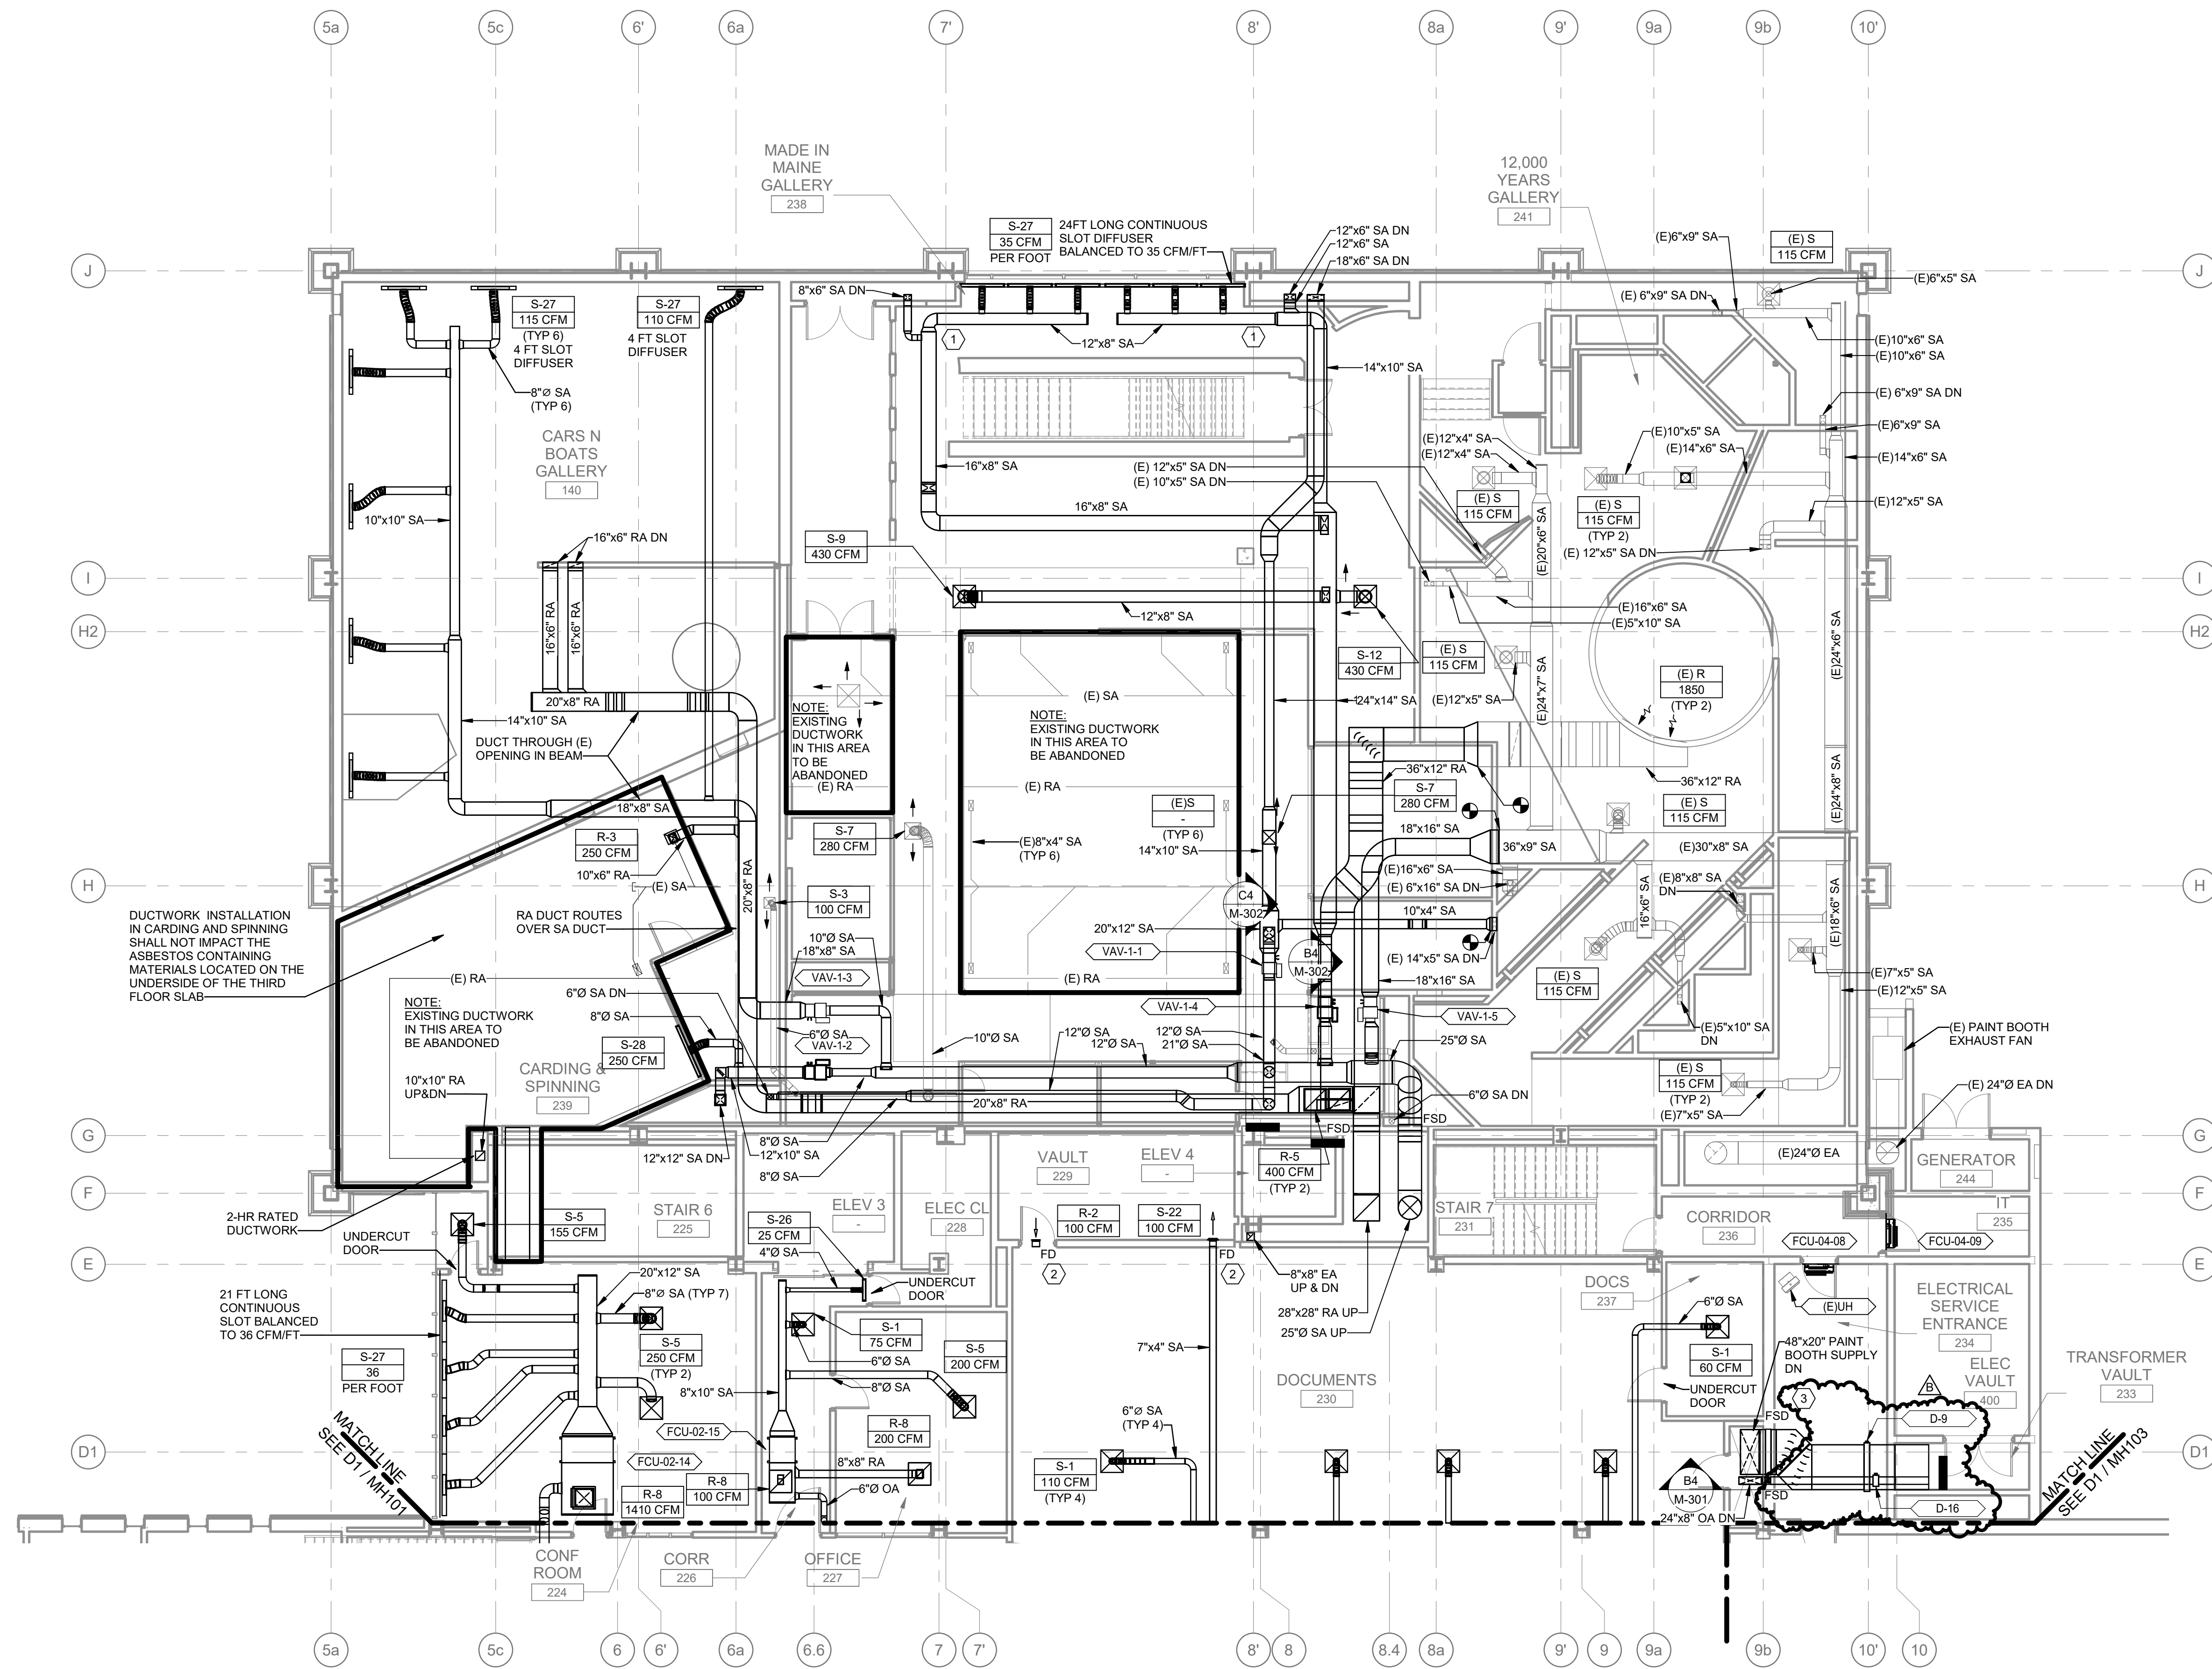 5a
5c
6'
6a
7'
8'
8a
9'
9a
9b
10'
MADE IN
MAINE
GALLERY
238
12,000
YEARS
GALLERY
241
S-27
35 CFM
PER FOOT
24FT LONG CONTINUOUS
SLOT DIFFUSER
BALANCED TO 35 CFM/FT
12"x6" SA DN
12"x6" SA
18"x6" SA DN
(E)6"x9" SA
(E) S
115 CFM
J
J
8"x6" SA DN
(E)6"x5" SA
(E) 6"x9" SA DN
S-27
115 CFM
(TYP 6)
4 FT SLOT
DIFFUSER
S-27
110 CFM
4 FT SLOT
DIFFUSER
1
1
12"x8" SA
(E)10"x6" SA
(E)10"x6" SA
14"x10" SA
8"Ø SA
(TYP 6)
(E) 6"x9" SA DN
(E)6"x9" SA
CARS N
BOATS
GALLERY
140
(E)12"x4" SA
(E)12"x4" SA
(E)10"x5" SA
(E)14"x6" SA
(E)14"x6" SA
16"x8" SA
(E) 12"x5" SA DN
(E) 10"x5" SA DN
(E) S
115 CFM
(E) S
115 CFM
(TYP 2)
(E)12"x5" SA
10"x10" SA
16"x8" SA
(E)20"x6" SA
(E) 12"x5" SA DN
16"x6" RA DN
S-9
430 CFM
I
I
16"x6" RA
16"x6" RA
12"x8" SA
(E)16"x6" SA
(E)5"x10" SA
H2
H2
(E)24"x6" SA
S-12
430 CFM
(E) S
115 CFM
(E) R
1850
(TYP 2)
(E)12"x5" SA
(E)24"x7" SA
20"x8" RA
14"x10" SA
(E) SA
24"x14" SA
NOTE:
EXISTING
DUCTWORK
IN THIS AREA
TO BE
ABANDONED
(E) RA
NOTE:
EXISTING DUCTWORK
IN THIS AREA TO
BE ABANDONED
(E) RA
DUCT THROUGH (E)
OPENING IN BEAM
36"x12" RA
36"x12" RA
(E)24"x8" SA
S-7
280 CFM
(E)S
-
(TYP 6)
(E) S
115 CFM
18"x8" SA
R-3
250 CFM
S-7
280 CFM
(E)8"x4" SA
(TYP 6)
14"x10" SA
18"x16" SA
36"x9" SA
(E)30"x8" SA
10"x6" RA
(E) SA
20"x8" RA
(E)16"x6" SA
(E) 6"x16" SA DN
(E)8"x8" SA
DN
H
H
S-3
100 CFM
C4
M-302
10"x4" SA
16"x6" SA
(E)18"x6" SA
DUCTWORK INSTALLATION
IN CARDING AND SPINNING
SHALL NOT IMPACT THE
ASBESTOS CONTAINING
MATERIALS LOCATED ON THE
UNDERSIDE OF THE THIRD
FLOOR SLAB
RA DUCT ROUTES
OVER SA DUCT
20"x12" SA
VAV-1-1
B4
M-302
(E) 14"x5" SA DN
10"Ø SA
18"x8" SA
VAV-1-3
(E) RA
(E) RA
18"x16" SA
(E) S
115 CFM
(E)7"x5" SA
(E)12"x5" SA
NOTE:
EXISTING DUCTWORK
IN THIS AREA TO
BE ABANDONED
6"Ø SA DN
8"Ø SA
VAV-1-4
VAV-1-5
(E)5"x10" SA
DN
(E) PAINT BOOTH
EXHAUST FAN
6"Ø SA
VAV-1-2
10"Ø SA
12"Ø SA
12"Ø SA
12"Ø SA
21"Ø SA
25"Ø SA
S-28
250 CFM
CARDING &
SPINNING
239
10"x10" RA
UP&DN
(E) S
115 CFM
(TYP 2)
(E)7"x5" SA
(E) 24"Ø EA DN
20"x8" RA
6"Ø SA DN
FSD
FSD
G
G
8"Ø SA
12"x10" SA
12"x12" SA DN
8"Ø SA
VAULT
229
ELEV 4
-
R-5
400 CFM
(TYP 2)
(E)24"Ø EA
GENERATOR
244
F
F
2-HR RATED
DUCTWORK
UNDERCUT
DOOR
S-5
155 CFM
STAIR 6
225
ELEV 3
-
ELEC CL
228
S-26
25 CFM
4"Ø SA
R-2
100 CFM
S-22
100 CFM
STAIR 7
231
CORRIDOR
236
IT
235
FCU-04-08
FCU-04-09
FD
2
FD
2
E
E
20"x12" SA
8"Ø SA (TYP 7)
UNDERCUT
DOOR
8"x8" EA
UP & DN
28"x28" RA UP
25"Ø SA UP
DOCS
237
(E)UH
ELECTRICAL
SERVICE
ENTRANCE
234
6"Ø SA
21 FT LONG
CONTINUOUS
SLOT BALANCED
TO 36 CFM/FT
S-27
36
PER FOOT
S-5
250 CFM
(TYP 2)
S-1
75 CFM
6"Ø SA
8"Ø SA
S-5
200 CFM
7"x4" SA
S-1
60 CFM
48"x20" PAINT
BOOTH SUPPLY
DN
ELEC
VAULT
400
TRANSFORMER
VAULT
233
8"x10" SA
DOCUMENTS
230
UNDERCUT
DOOR
3
B
6"Ø SA
(TYP 4)
FCU-02-15
R-8
200 CFM
FSD
D-9
MATCH LINE
SEE D1 / MH101
MATCH LINE
SEE D1 / MH103
D1
D1
FCU-02-14
8"x8" RA
S-1
110 CFM
(TYP 4)
B4
M-301
R-8
1410 CFM
R-8
100 CFM
6"Ø OA
FSD
D-16
24"x8" OA DN
CONF
ROOM
224
CORR
226
OFFICE
227
5a
5c
6
6'
6a
6.6
7
7'
8'
8
8.4
8a
9'
9
9a
9b
10'
10